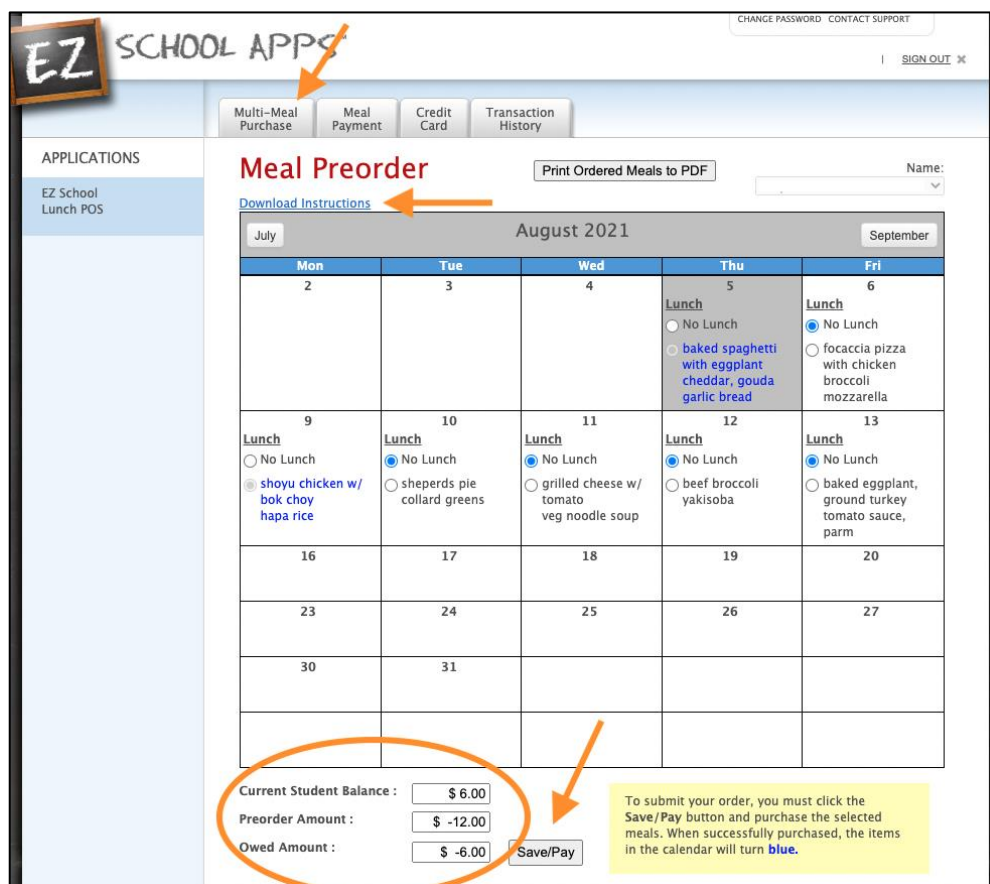 CHANGE PASSWORD CONTACT SUPPORT
EZ SCHOOL APPS
| SIGN OUT ✖
Multi-Meal Purchase
Meal Payment
Credit Card
Transaction History
APPLICATIONS
EZ School
Lunch POS
Meal Preorder
Print Ordered Meals to PDF
Name:
Download Instructions
July
August 2021
September
Mon Tue Wed Thu Fri
2 3 4 5 6
Lunch
No Lunch
baked spaghetti
with eggplant
cheddar, gouda
garlic bread
Lunch
No Lunch
focaccia pizza
with chicken
broccoli
mozzarella
9 10 11 12 13
Lunch
No Lunch
shoyu chicken w/
bok choy
hapa rice
Lunch
No Lunch
sheperds pie
collard greens
Lunch
No Lunch
grilled cheese w/
tomato
veg noodle soup
Lunch
No Lunch
beef broccoli
yakisoba
Lunch
No Lunch
baked eggplant,
ground turkey
tomato sauce,
parm
16 17 18 19 20
23 24 25 26 27
30 31
Current Student Balance : $ 6.00
Preorder Amount : $ -12.00
Owed Amount : $ -6.00
Save/Pay
To submit your order, you must click the
Save/Pay button and purchase the selected
meals. When successfully purchased, the items
in the calendar will turn blue.